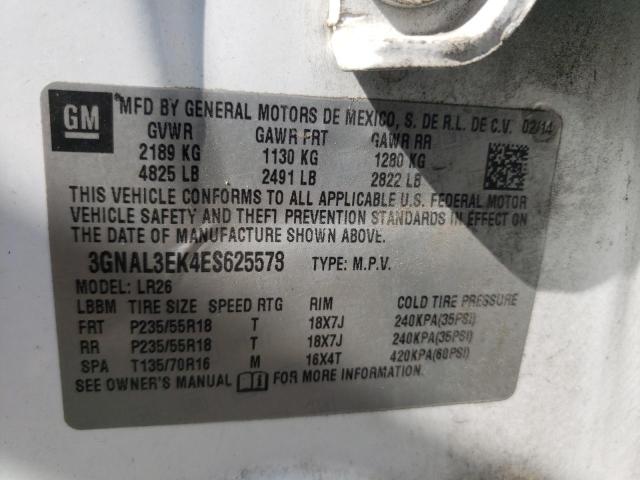 GM
MFD BY GENERAL MOTORS DE MEXICO, S. DE R.L. DE C.V. 02/14
GVWR GAWR FRT GAWR RR
2189 KG 1130 KG 1280 KG
4825 LB 2491 LB 2822 LB
THIS VEHICLE CONFORMS TO ALL APPLICABLE U.S. FEDERAL MOTOR
VEHICLE SAFETY AND THEFT PREVENTION STANDARDS IN EFFECT ON
THE DATE OF MANUFACTURE SHOWN ABOVE.
3GNAL3EK4ES625578 TYPE: M.P.V.
MODEL: LR26
LBBM TIRE SIZE SPEED RTG RIM COLD TIRE PRESSURE
FRT P235/55R18 T 18X7J 240KPA(35PSI)
RR P235/55R18 T 18X7J 240KPA(35PSI)
SPA T135/70R16 M 16X4T 420KPA(60PSI)
SEE OWNER'S MANUAL FOR MORE INFORMATION.